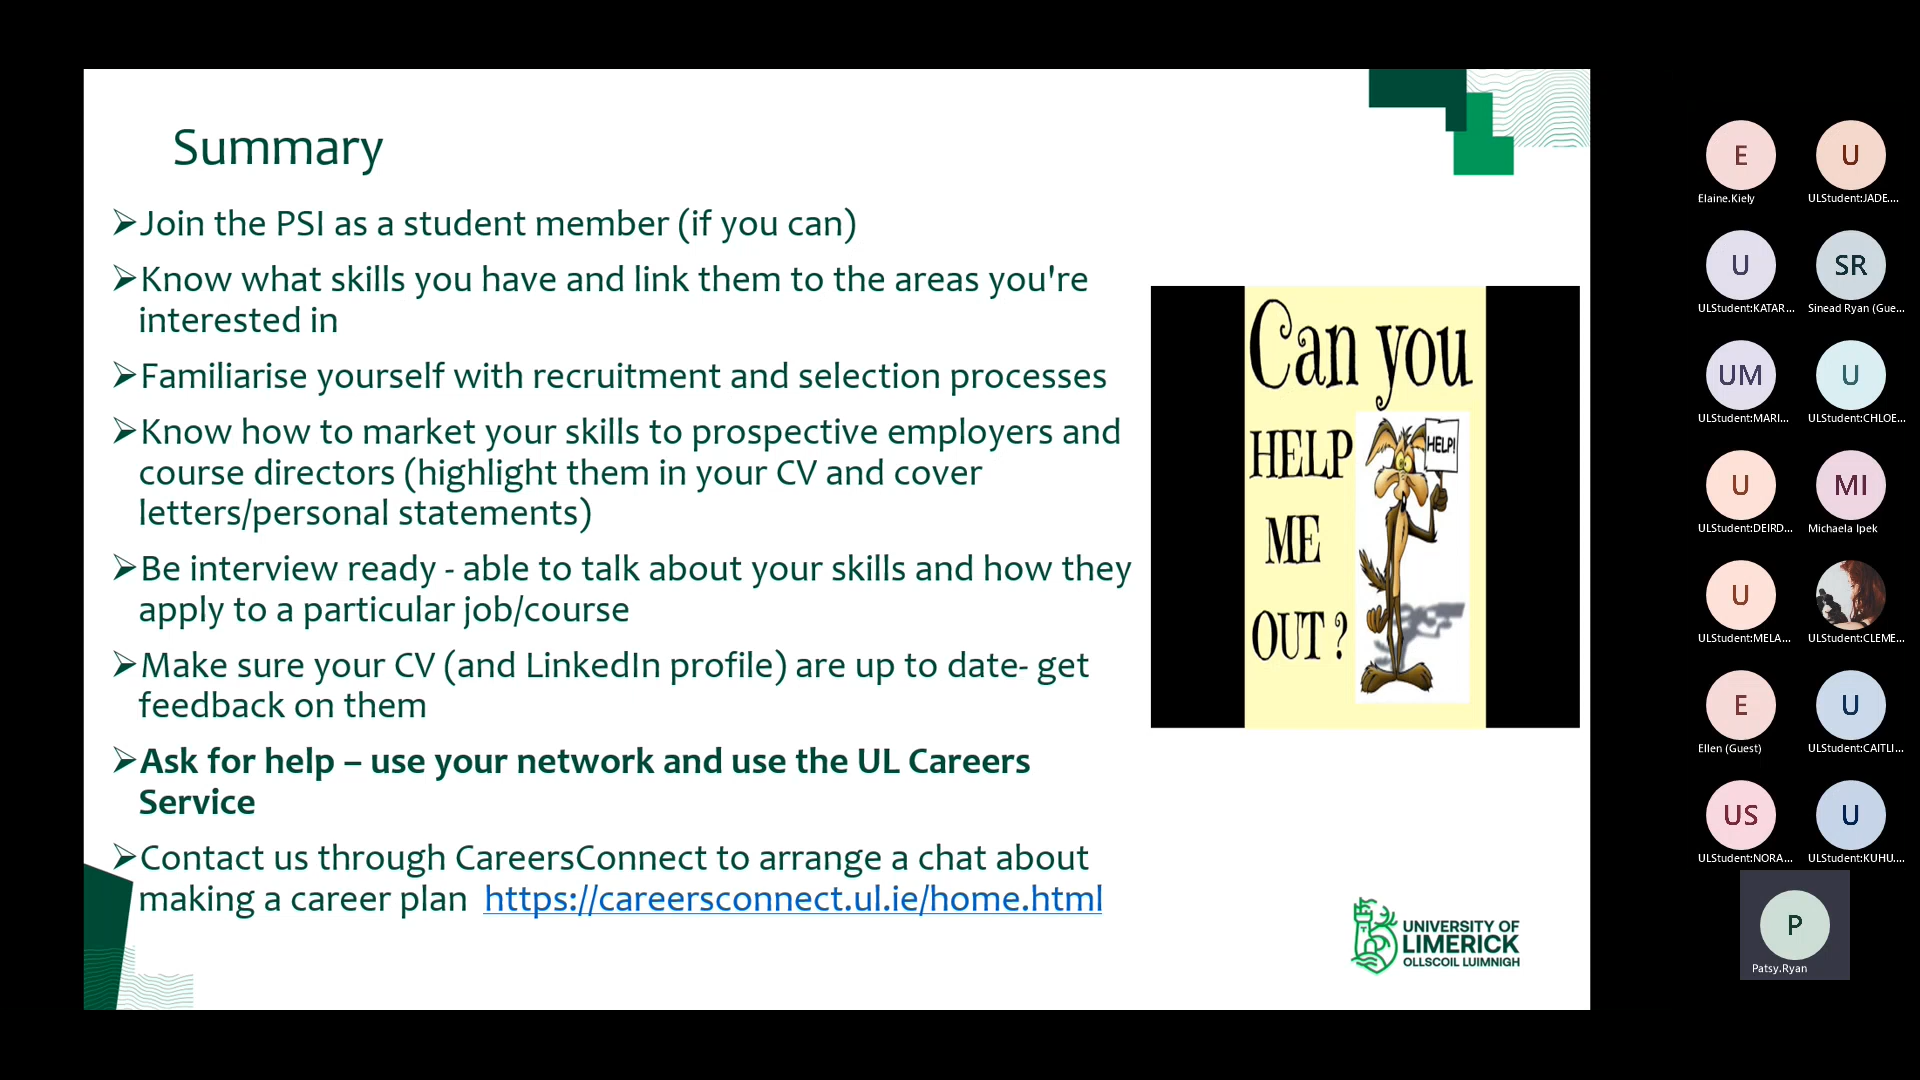 Summary
➢Join the PSI as a student member (if you can)
➢Know what skills you have and link them to the areas you're
interested in
➢Familiarise yourself with recruitment and selection processes
➢Know how to market your skills to prospective employers and
course directors (highlight them in your CV and cover
letters/personal statements)
➢Be interview ready - able to talk about your skills and how they
apply to a particular job/course
➢Make sure your CV (and LinkedIn profile) are up to date- get
feedback on them
➢Ask for help – use your network and use the UL Careers
Service
➢Contact us through CareersConnect to arrange a chat about
making a career plan https://careersconnect.ul.ie/home.html
Can you
HELP
ME
OUT ?
HELP!
UNIVERSITY OF
LIMERICK
OLLSCOIL LUIMNIGH
E
Elaine.Kiely
U
ULStudent:JADE....
U
ULStudent:KATAR...
SR
Sinead Ryan (Gue...
UM
ULStudent:MARI...
U
ULStudent:CHLOE...
U
ULStudent:DEIRD...
MI
Michaela Ipek
U
ULStudent:MELA...
ULStudent:CLEME...
E
Ellen (Guest)
U
ULStudent:CAITLI...
US
ULStudent:NORA...
U
ULStudent:KUHU....
P
Patsy.Ryan